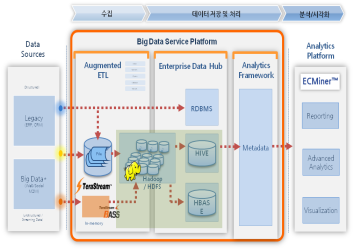 수집
데이터 저장 및 처리
분석/시각화
Data
Sources
Big Data Service Platform
Analytics
Platform
Augmented
ETL
Enterprise Data Hub
Analytics
Framework
ECMiner™
Legacy
RDBMS
Reporting
File
Hadoop
/ HDFS
HIVE
Metadata
Advanced
Analytics
Big Data
TeraStream
BASS
HBAS
E
Visualization